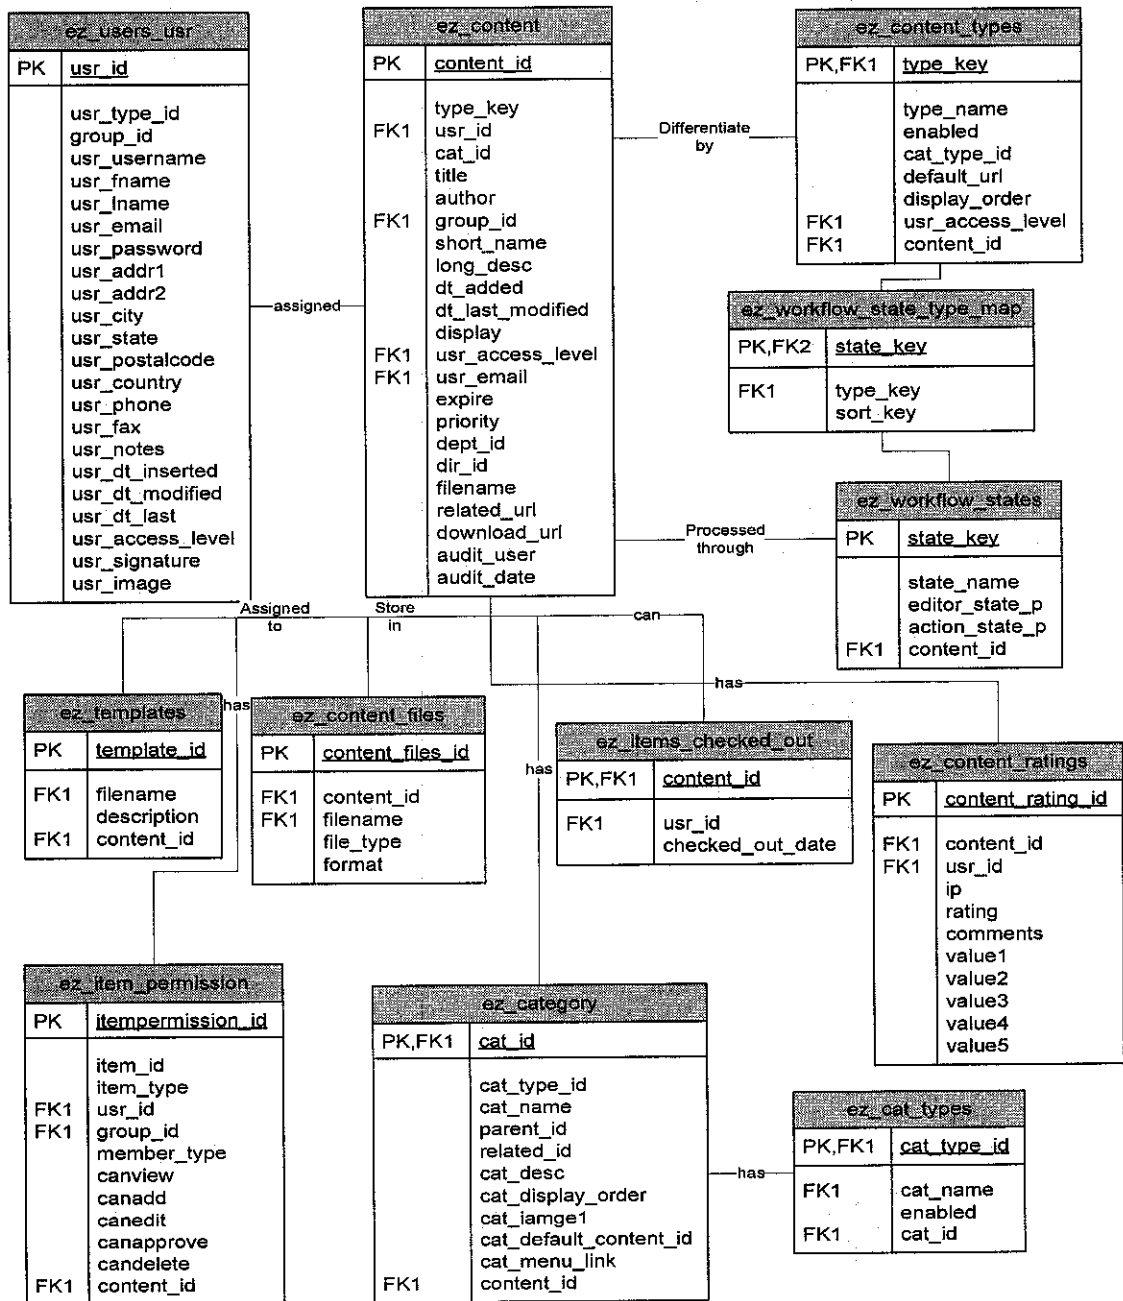 ez_users_usr
PK usr_id
usr_type_id
group_id
usr_username
usr_fname
usr_lname
usr_email
usr_password
usr_addr1
usr_addr2
usr_city
usr_state
usr_postalcode
usr_country
usr_phone
usr_fax
usr_notes
usr_dt_inserted
usr_dt_modified
usr_dt_last
usr_access_level
usr_signature
usr_image
assigned
ez_content
PK content_id
type_key
FK1 usr_id
cat_id
title
author
FK1 group_id
short_name
long_desc
dt_added
dt_last_modified
display
FK1 usr_access_level
FK1 usr_email
expire
priority
dept_id
dir_id
filename
related_url
download_url
audit_user
audit_date
Differentiate
by
ez_content_types
PK,FK1 type_key
type_name
enabled
cat_type_id
default_url
display_order
FK1 usr_access_level
FK1 content_id
ez_workflow_state_type_map
PK,FK2 state_key
FK1 type_key
sort_key
Processed
through
ez_workflow_states
PK state_key
state_name
editor_state_p
action_state_p
FK1 content_id
Assigned
to
Store
in
can
has
has
has
ez_templates
PK template_id
FK1 filename
description
FK1 content_id
ez_content_files
PK content_files_id
FK1 content_id
FK1 filename
file_type
format
ez_items_checked_out
PK,FK1 content_id
FK1 usr_id
checked_out_date
ez_content_ratings
PK content_rating_id
FK1 content_id
FK1 usr_id
ip
rating
comments
value1
value2
value3
value4
value5
ez_item_permission
PK itempermission_id
item_id
item_type
FK1 usr_id
FK1 group_id
member_type
canview
canadd
canedit
canapprove
candelete
FK1 content_id
ez_category
PK,FK1 cat_id
cat_type_id
cat_name
parent_id
related_id
cat_desc
cat_display_order
cat_iamge1
cat_default_content_id
cat_menu_link
FK1 content_id
has
ez_cat_types
PK,FK1 cat_type_id
FK1 cat_name
enabled
FK1 cat_id